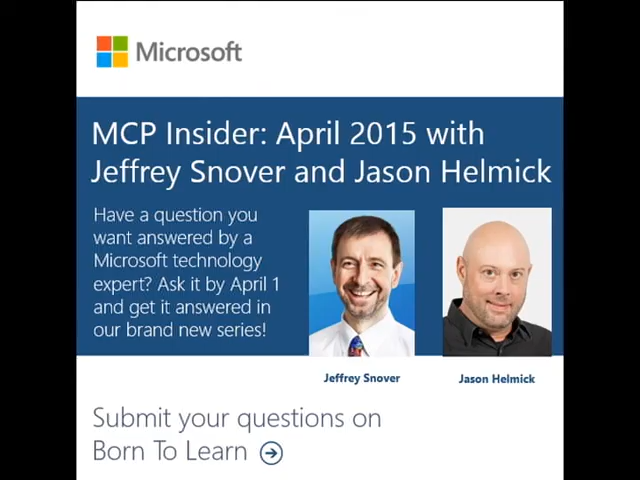 Microsoft
MCP Insider: April 2015 with
Jeffrey Snover and Jason Helmick
Have a question you
want answered by a
Microsoft technology
expert? Ask it by April 1
and get it answered in
our brand new series!
Jeffrey Snover
Jason Helmick
Submit your questions on
Born To Learn